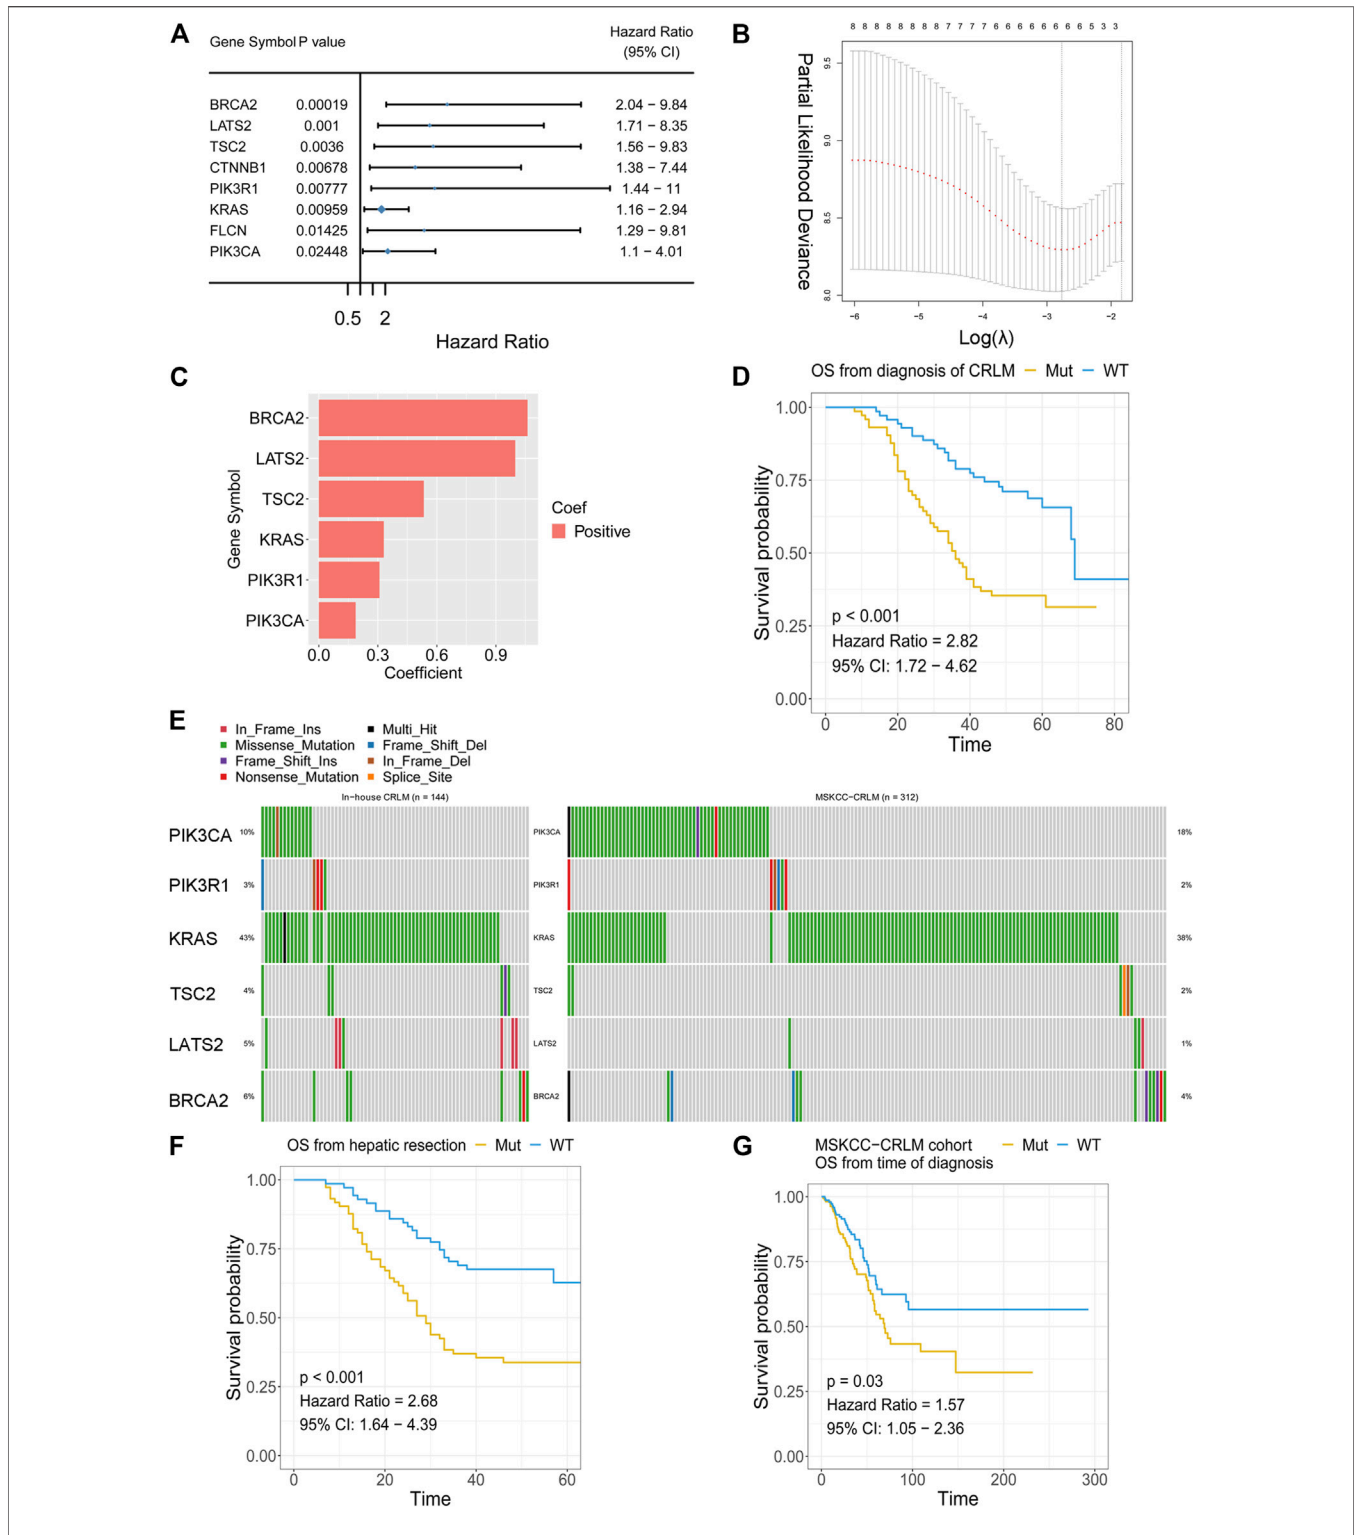 A
Gene Symbol P value Hazard Ratio
(95% CI)
BRCA2 0.00019 2.04 − 9.84
LATS2 0.001 1.71 − 8.35
TSC2 0.0036 1.56 − 9.83
CTNNB1 0.00678 1.38 − 7.44
PIK3R1 0.00777 1.44 − 11
KRAS 0.00959 1.16 − 2.94
FLCN 0.01425 1.29 − 9.81
PIK3CA 0.02448 1.1 − 4.01
0.5 2
Hazard Ratio
B
8 8 8 8 8 8 8 8 7 7 7 7 6 6 6 6 6 6 6 5 3 3
Partial Likelihood Deviance
9.5
9.0
8.5
8.0
−6 −5 −4 −3 −2
Log(λ)
C
Gene Symbol
BRCA2
LATS2
TSC2
KRAS
PIK3R1
PIK3CA
0.0 0.3 0.6 0.9
Coefficient
Coef
Positive
D
OS from diagnosis of CRLM Mut WT
Survival probability
1.00
0.75
0.50
0.25
0.00
p < 0.001
Hazard Ratio = 2.82
95% CI: 1.72 − 4.62
0 20 40 60 80
Time
E
In_Frame_Ins Multi_Hit
Missense_Mutation Frame_Shift_Del
Frame_Shift_Ins In_Frame_Del
Nonsense_Mutation Splice_Site
In−house CRLM (n = 144) MSKCC−CRLM (n = 312)
PIK3CA 10% PIK3CA 18%
PIK3R1 3% PIK3R1 2%
KRAS 43% KRAS 38%
TSC2 4% TSC2 2%
LATS2 5% LATS2 1%
BRCA2 6% BRCA2 4%
F
OS from hepatic resection Mut WT
Survival probability
1.00
0.75
0.50
0.25
0.00
p < 0.001
Hazard Ratio = 2.68
95% CI: 1.64 − 4.39
0 20 40 60
Time
G
MSKCC−CRLM cohort Mut WT
OS from time of diagnosis
Survival probability
1.00
0.75
0.50
0.25
0.00
p = 0.03
Hazard Ratio = 1.57
95% CI: 1.05 − 2.36
0 100 200 300
Time